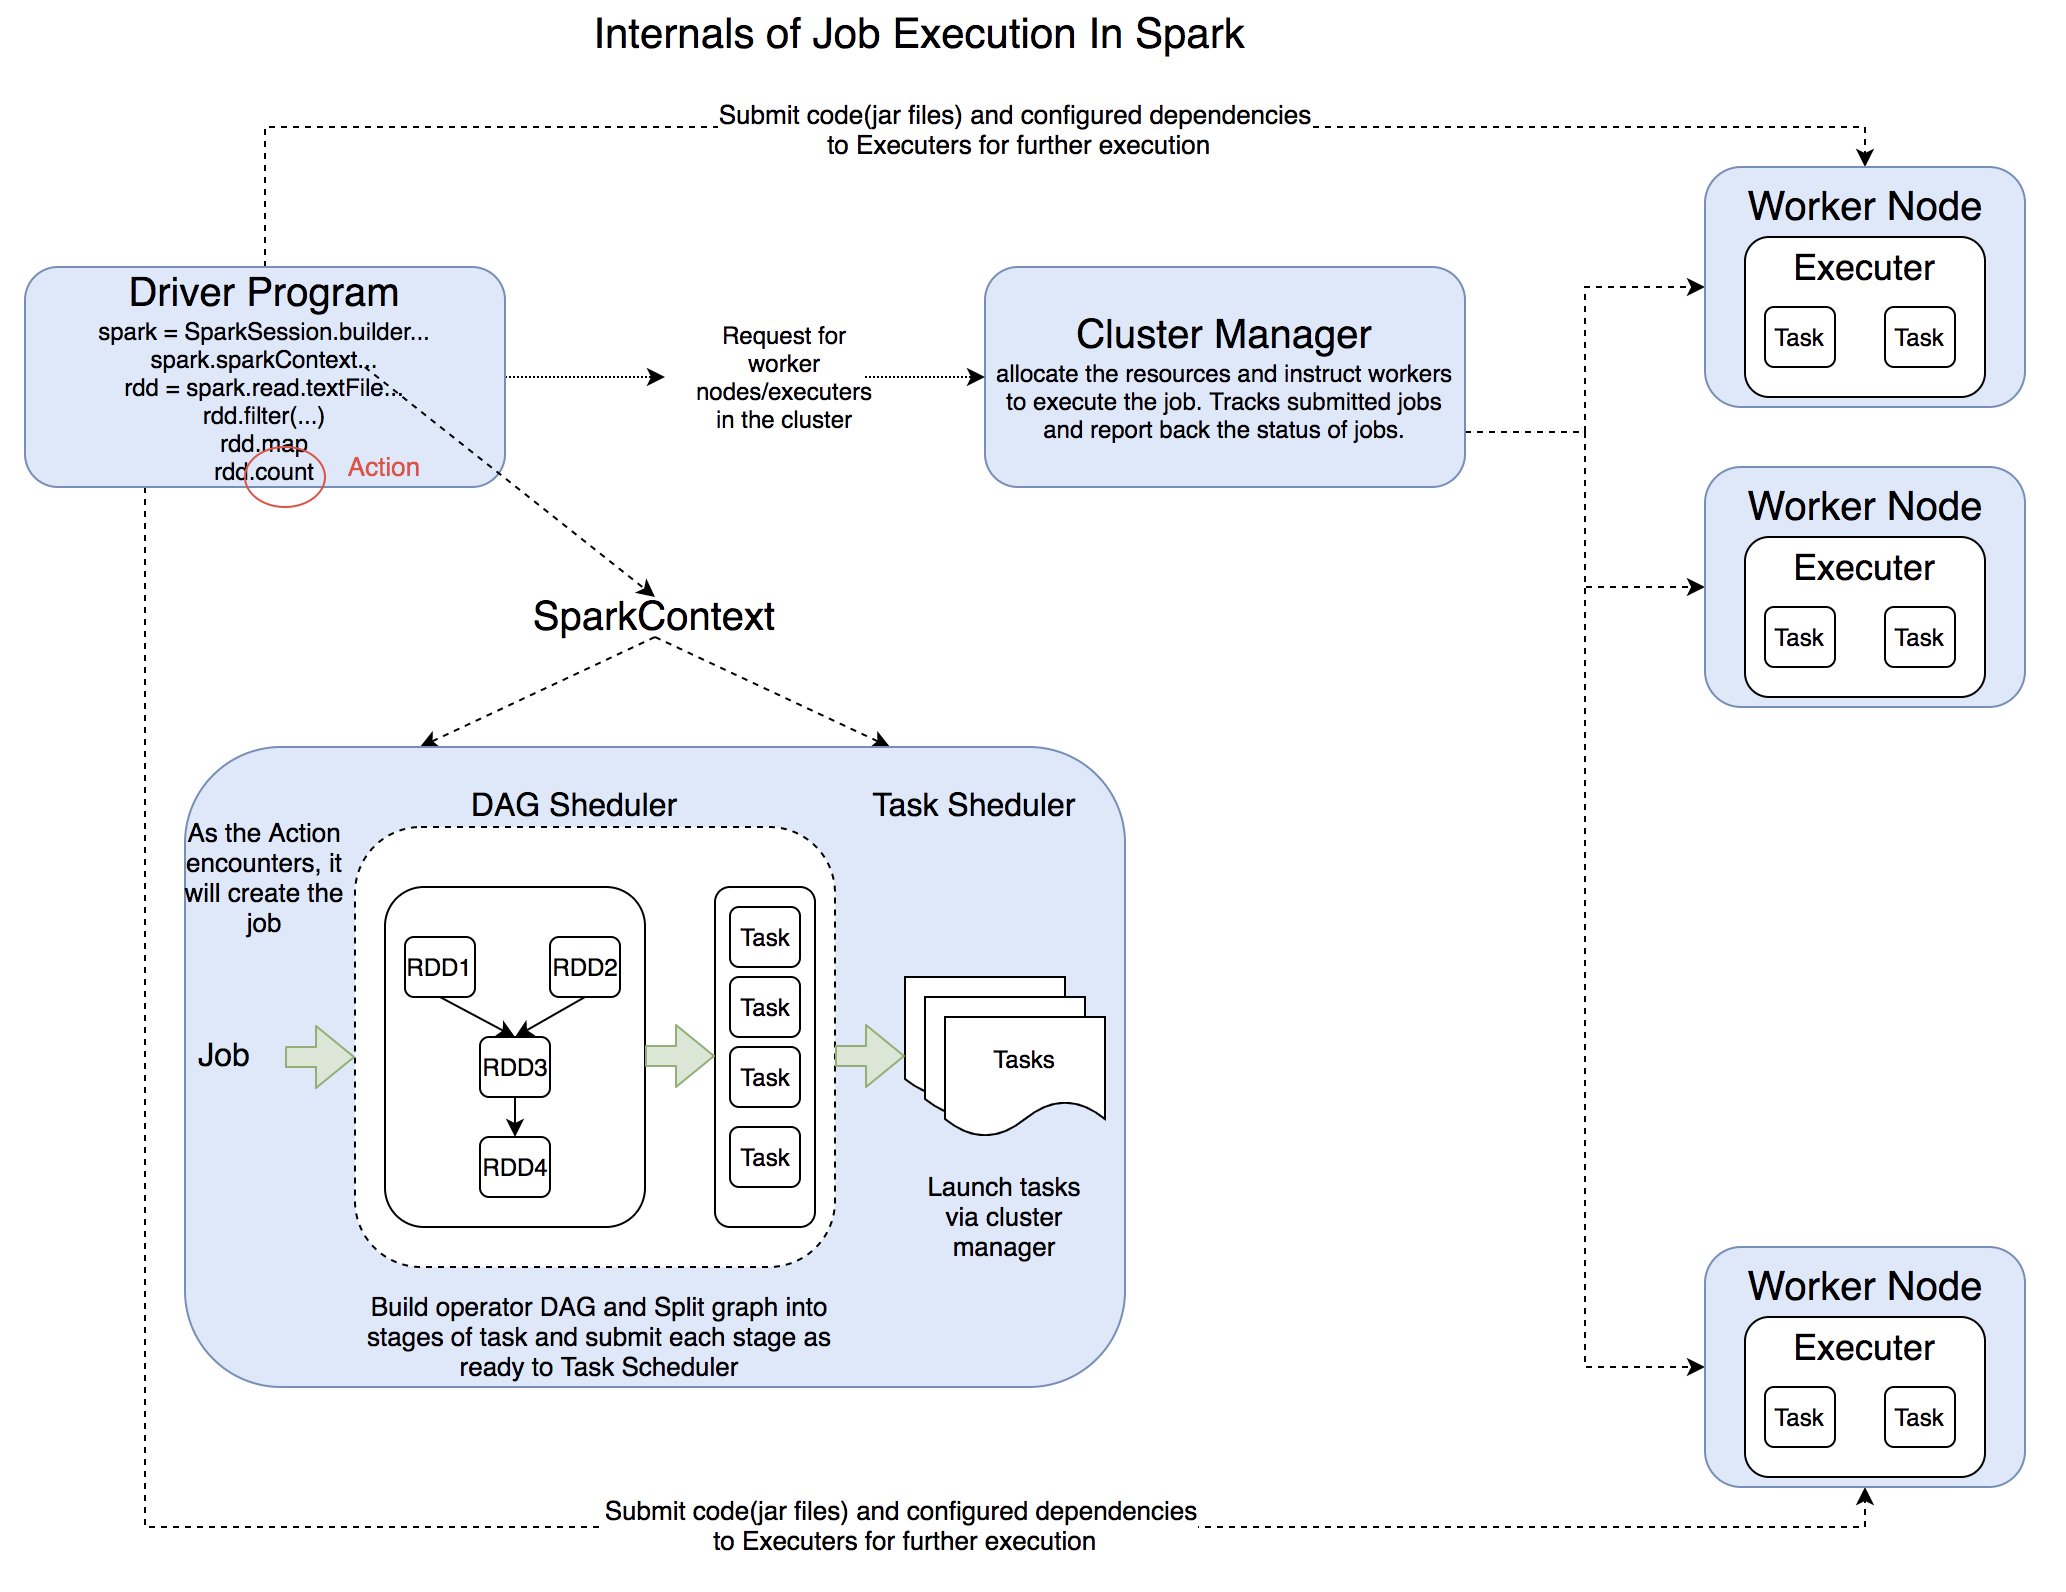 Internals of Job Execution In Spark
Submit code(jar files) and configured dependencies
to Executers for further execution
Driver Program
spark = SparkSession.builder...
spark.sparkContext...
rdd = spark.read.textFile...
rdd.filter(...)
rdd.map
rdd.count
Action
Request for
worker
nodes/executers
in the cluster
Cluster Manager
allocate the resources and instruct workers
to execute the job. Tracks submitted jobs
and report back the status of jobs.
Worker Node
Executer
Task
Task
Worker Node
Executer
Task
Task
SparkContext
DAG Sheduler
Task Sheduler
As the Action
encounters, it
will create the
job
Job
RDD1
RDD2
RDD3
RDD4
Task
Task
Task
Task
Tasks
Launch tasks
via cluster
manager
Build operator DAG and Split graph into
stages of task and submit each stage as
ready to Task Scheduler
Worker Node
Executer
Task
Task
Submit code(jar files) and configured dependencies
to Executers for further execution